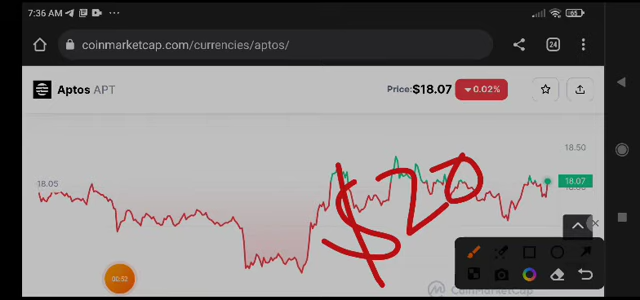 7:36 AM
65
coinmarketcap.com/currencies/aptos/
24
Aptos APT
Price:$18.07 0.02%
18.50
18.05
18.07
$20
00:52
CoinMarketCap